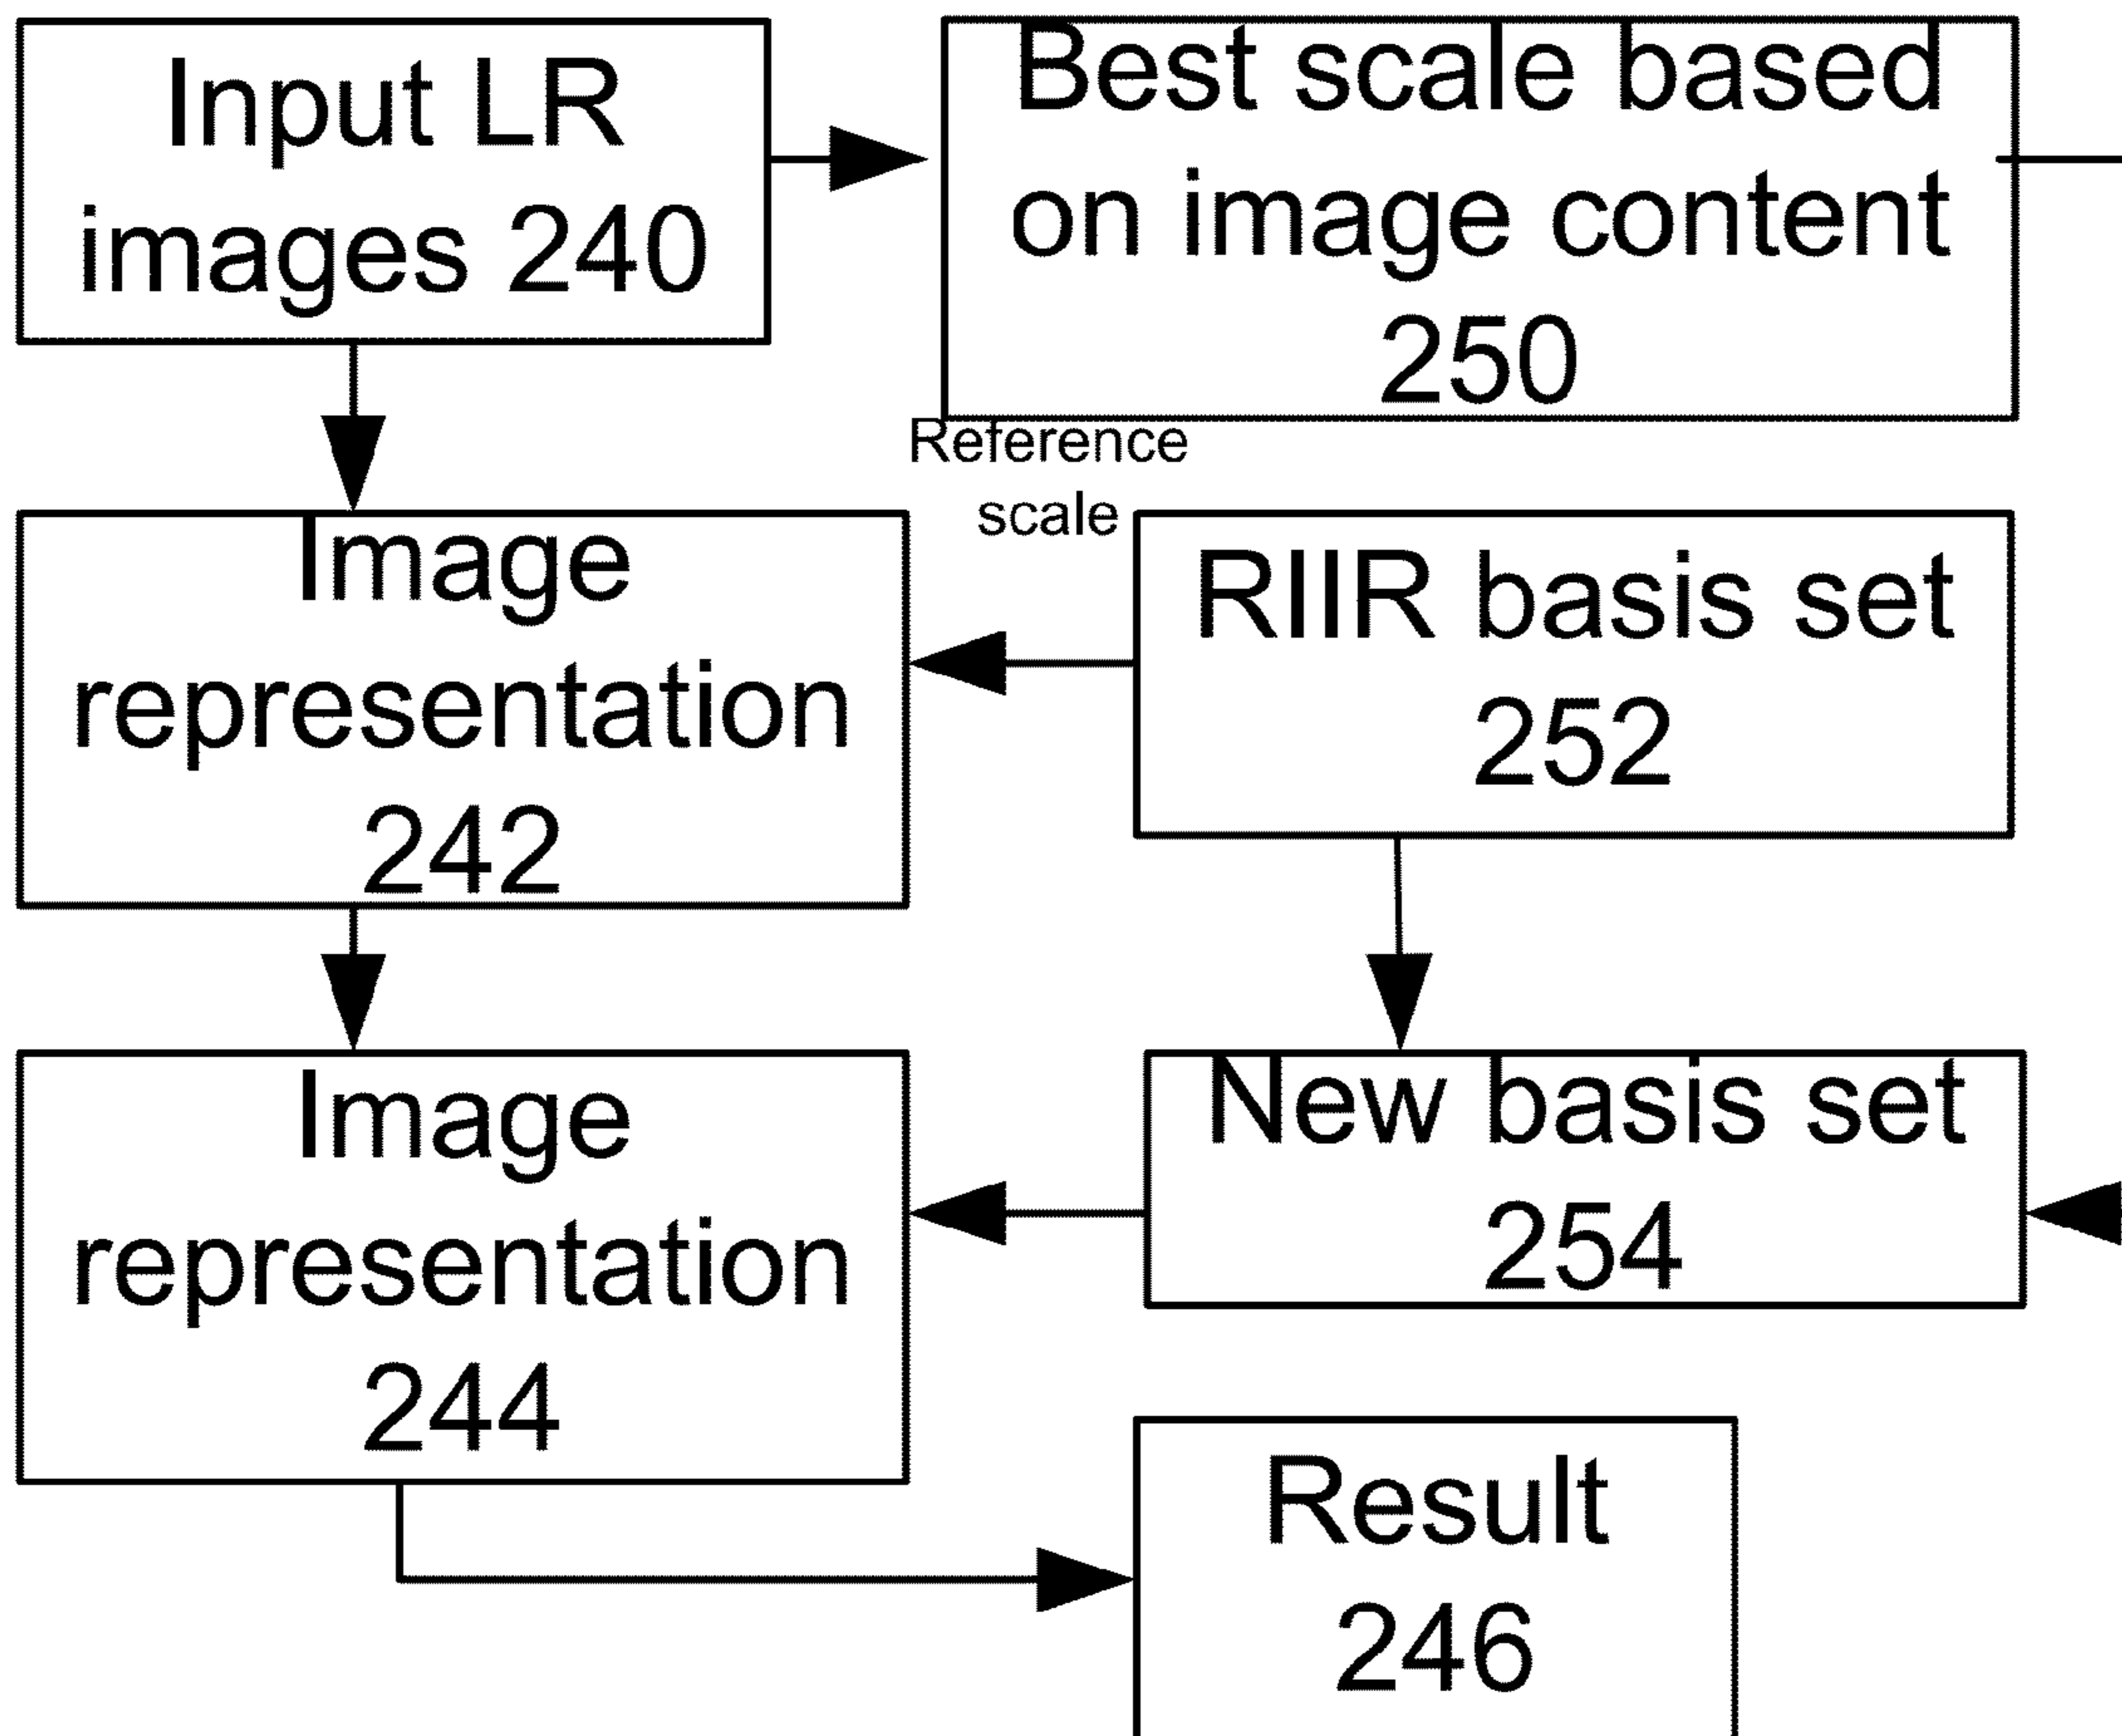 Input LR
images 240
Best scale based
on image content
250
Reference
scale
Image
representation
242
RIIR basis set
252
Image
representation
244
New basis set
254
Result
246